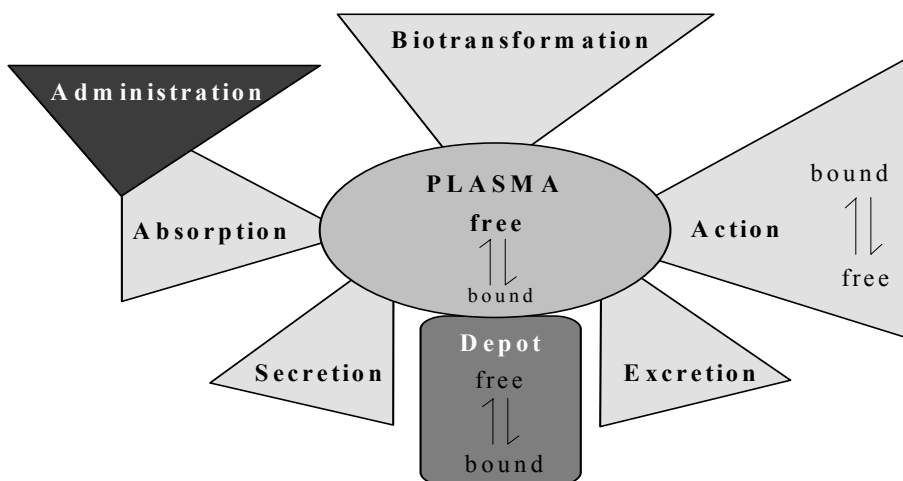 Biotransformation
Administration
PLASMA
bound
Absorption
free
Action
free
bound
Depot
Secretion
free
Excretion
bound